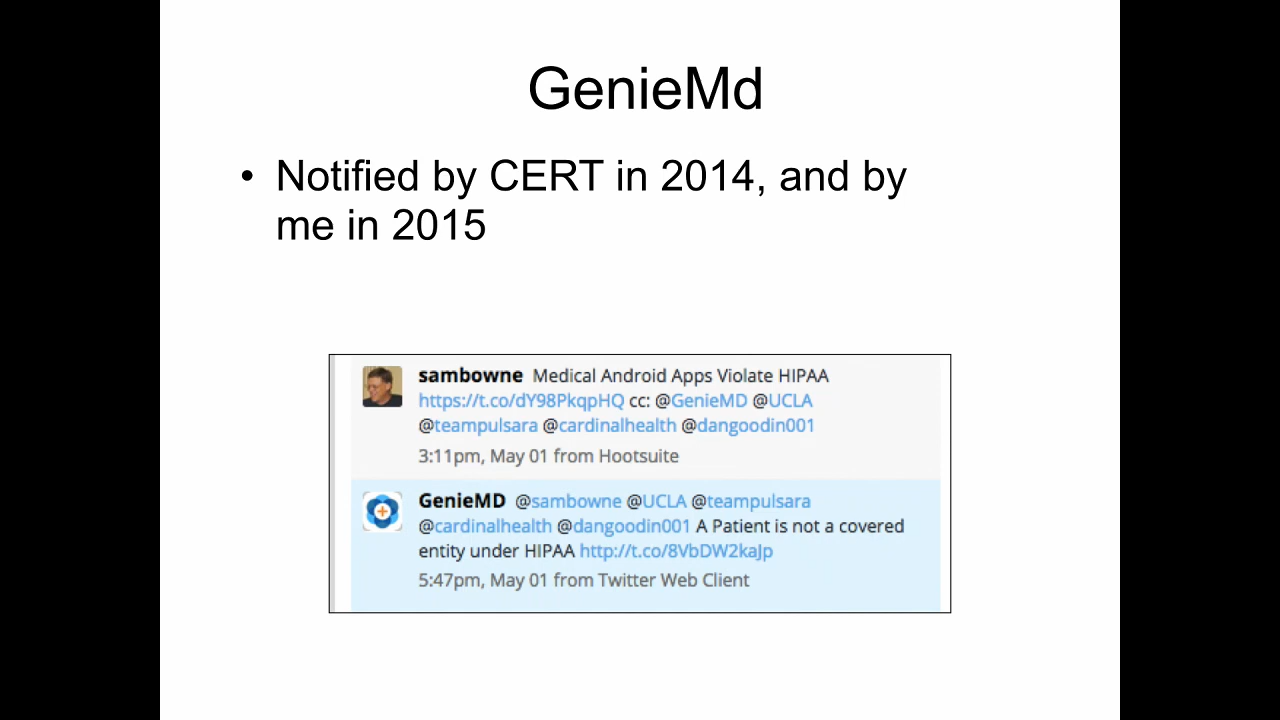 GenieMd
• Notified by CERT in 2014, and by
me in 2015
sambowne Medical Android Apps Violate HIPAA
https://t.co/dY98PkqpHQ cc: @GenieMD @UCLA
@teampulsara @cardinalhealth @dangoodin001
3:11pm, May 01 from Hootsuite
GenieMD @sambowne @UCLA @teampulsara
@cardinalhealth @dangoodin001 A Patient is not a covered
entity under HIPAA http://t.co/8VbDW2kaJp
5:47pm, May 01 from Twitter Web Client